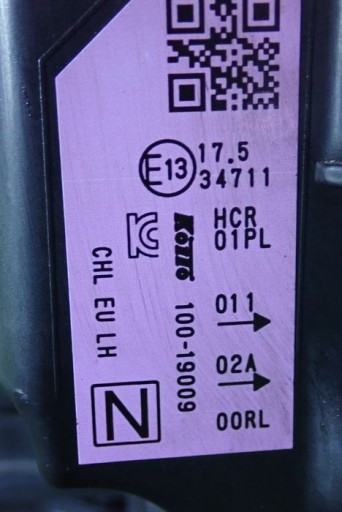 E13
17.5
34711
HCR
01PL
KOITO
100-19009
CHL EU LH
011
02A
00RL
N